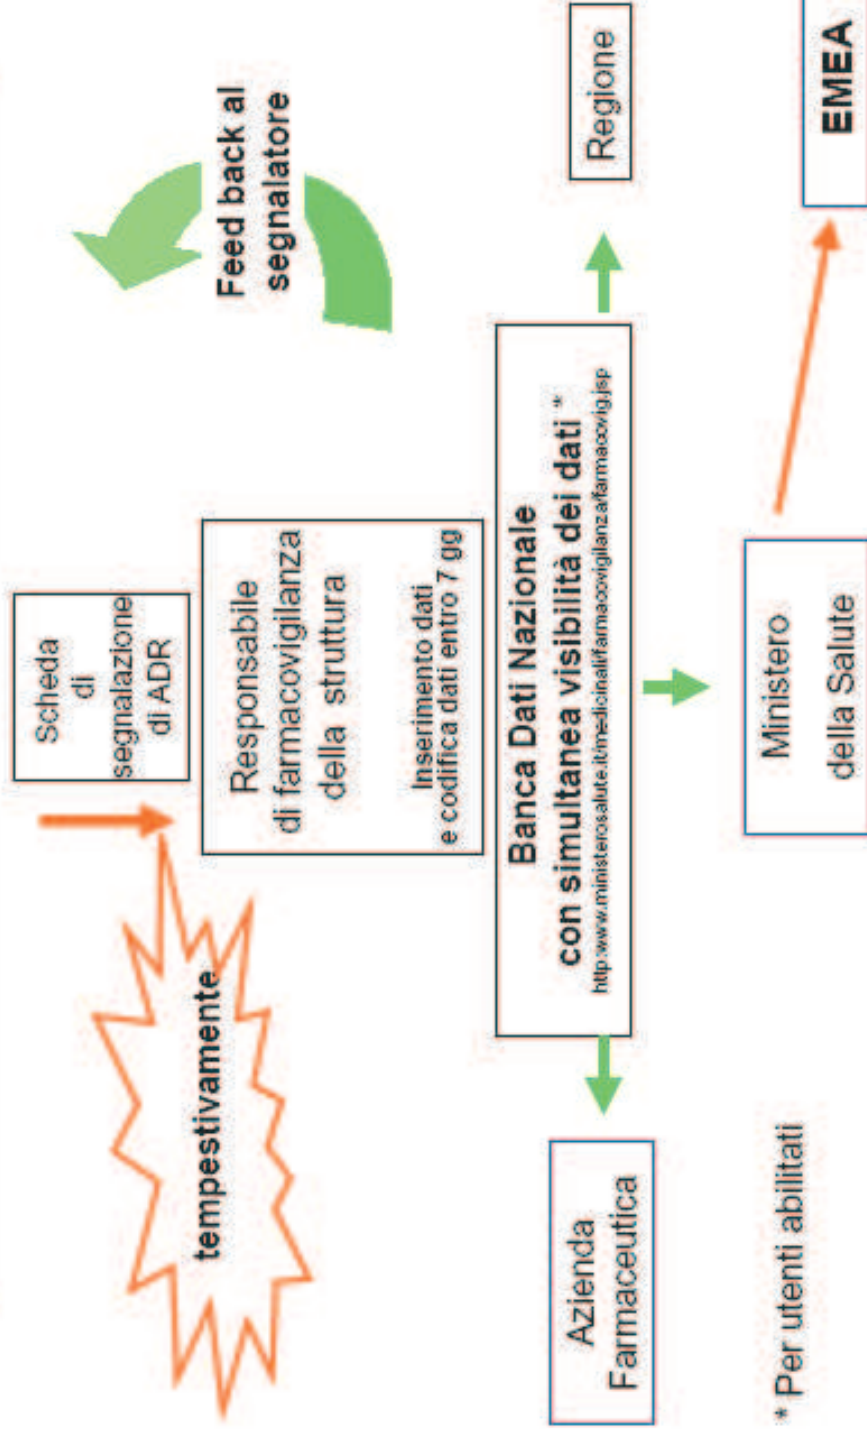 Scheda
di
segnalazione
di ADR
tempestivamente
Feed back al
segnalatore
Responsabile
di farmacovigilanza
della struttura
Inserimento dati
e codifica dati entro 7 gg
Banca Dati Nazionale
con simultanea visibilità dei dati *
http:www.ministerosalute.it/medicinali/farmacovigilanza/farmacovig.jsp
Azienda
Farmaceutica
Regione
Ministero
della Salute
EMEA
* Per utenti abilitati